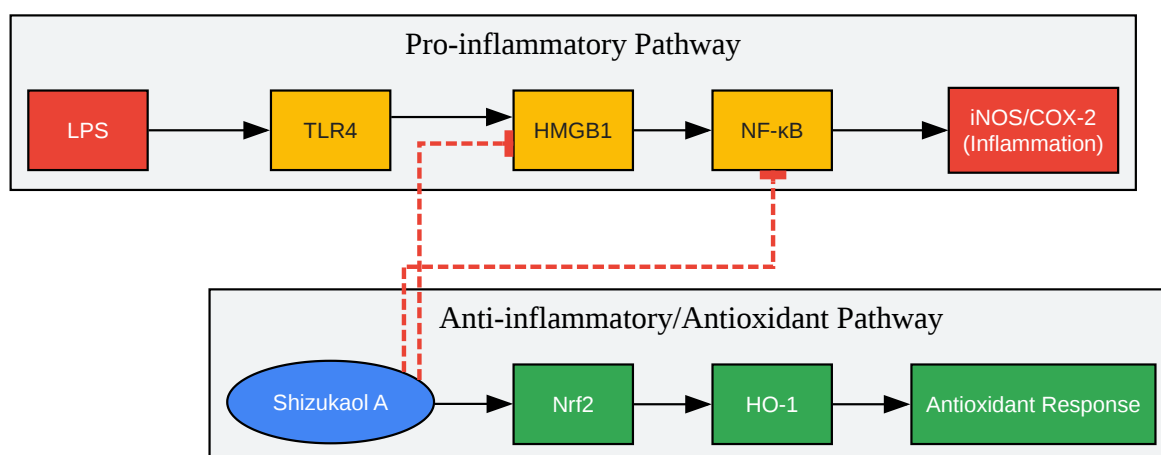 Pro-inflammatory Pathway
LPS
TLR4
HMGB1
NF-κB
iNOS/COX-2
(Inflammation)
Anti-inflammatory/Antioxidant Pathway
Shizukaol A
Nrf2
HO-1
Antioxidant Response